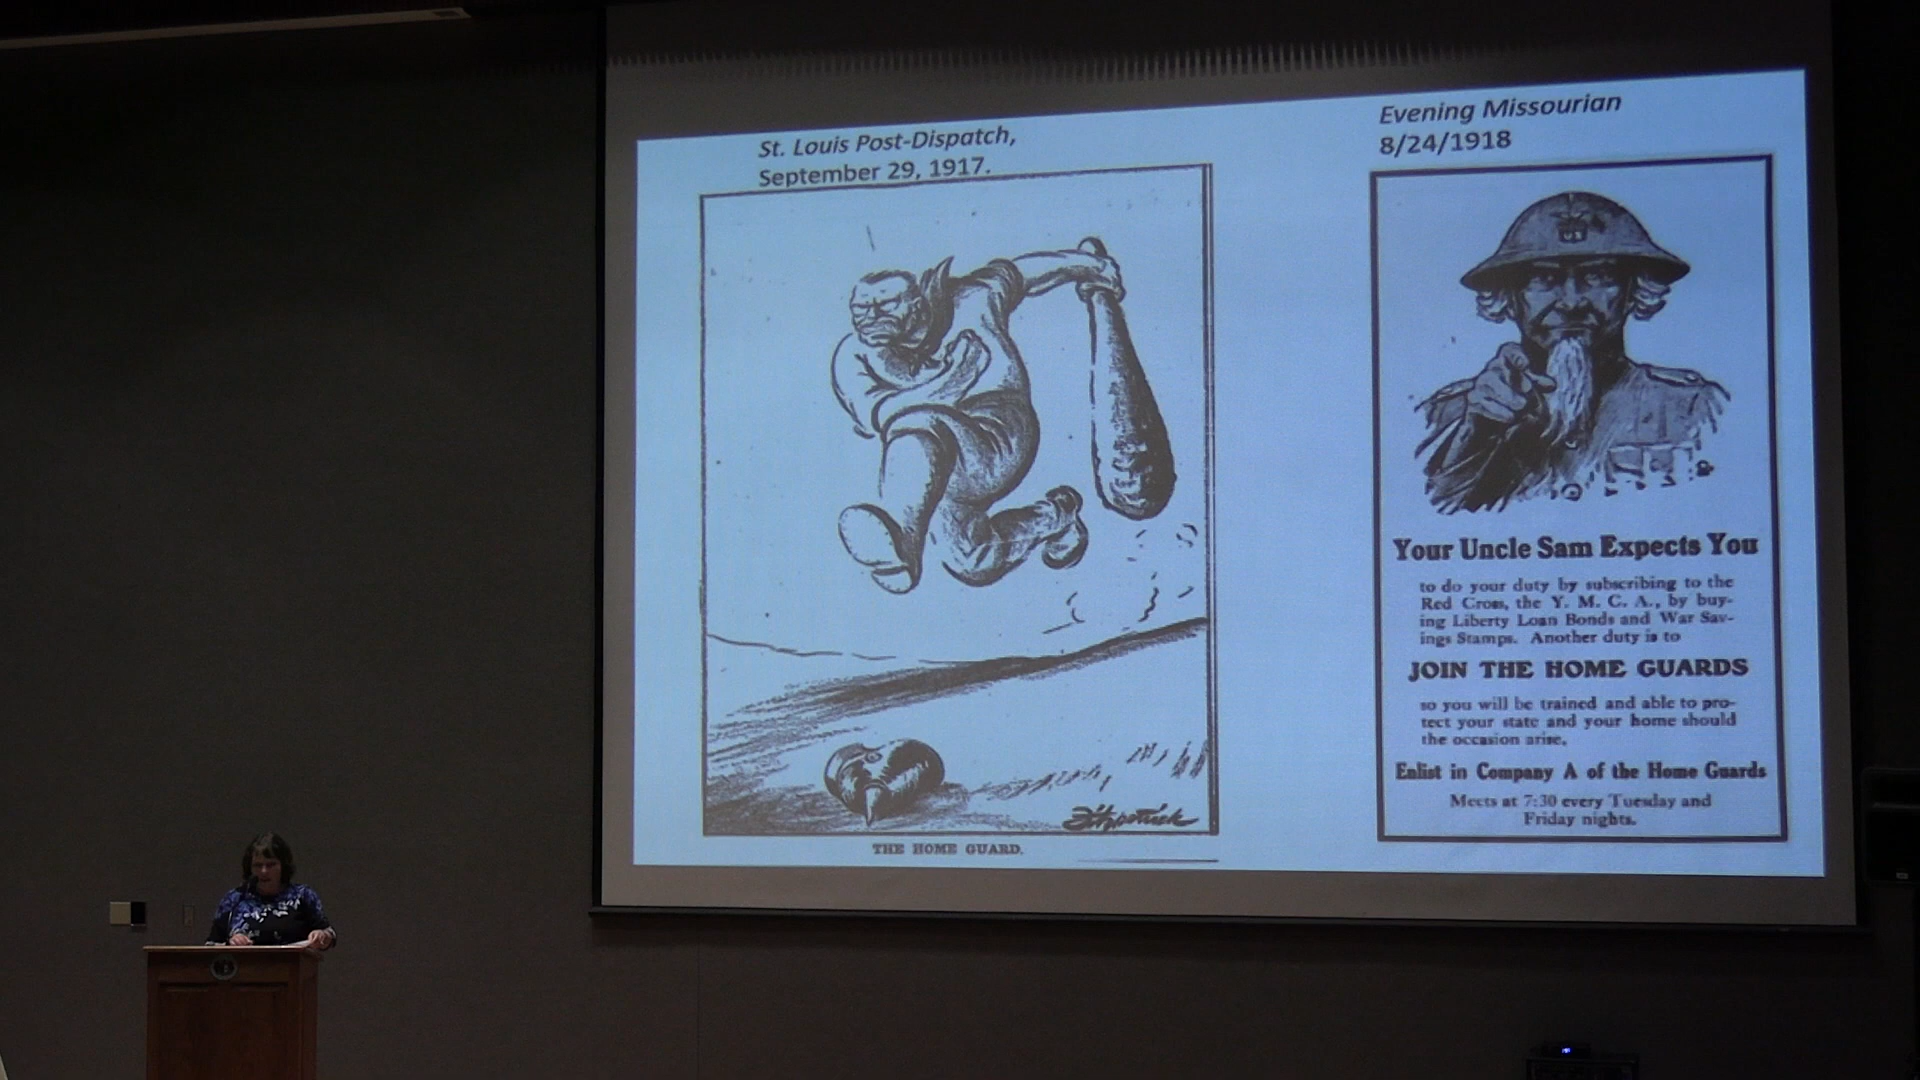 St. Louis Post-Dispatch,
September 29, 1917.
Fitzpatrick
THE HOME GUARD.
Evening Missourian
8/24/1918
US
Your Uncle Sam Expects You
to do your duty by subscribing to the
Red Cross, the Y. M. C. A., by buy-
ing Liberty Loan Bonds and War Sav-
ings Stamps. Another duty is to
JOIN THE HOME GUARDS
so you will be trained and able to pro-
tect your state and your home should
the occasion arise.
Enlist in Company A of the Home Guards
Meets at 7:30 every Tuesday and
Friday nights.